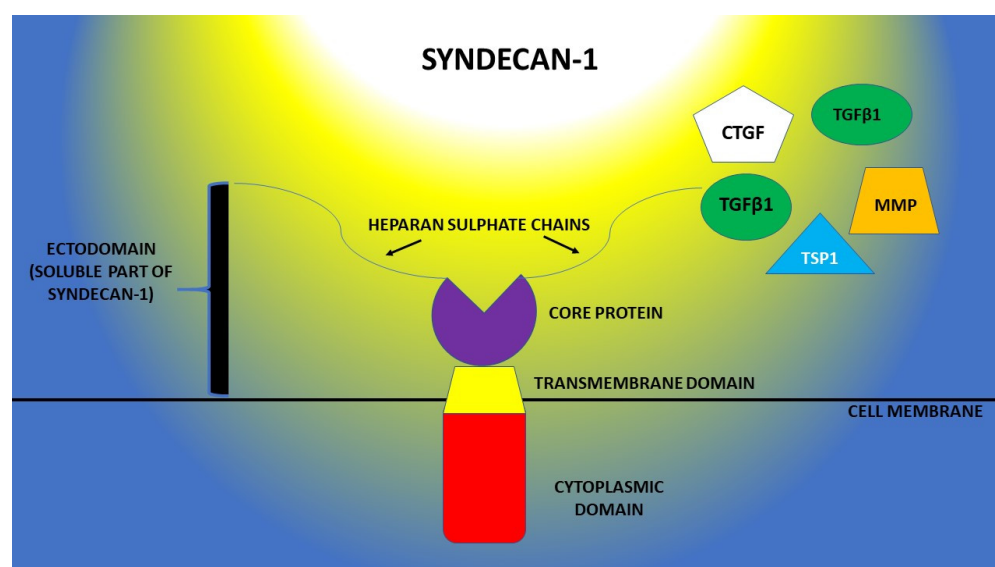 SYNDECAN-1
CTGF
TGFβ1
TGFβ1
MMP
TSP1
HEPARAN SULPHATE CHAINS
ECTODOMAIN
(SOLUBLE PART OF
SYNDECAN-1)
CORE PROTEIN
TRANSMEMBRANE DOMAIN
CELL MEMBRANE
CYTOPLASMIC
DOMAIN